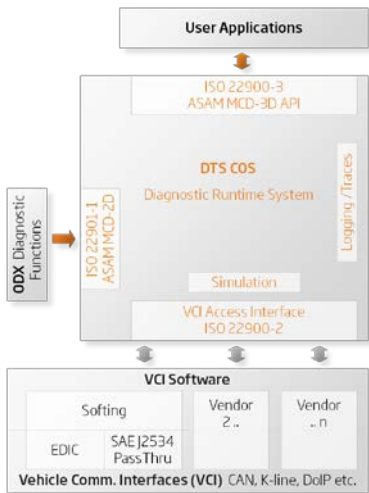 User Applications
ISO 22900-3
ASAM MCD-3D API
DTS COS
Diagnostic Runtime System
Logging /Traces
ODX Diagnostic
Functions
ISO 22901-1
ASAM MCD-2D
Simulation
VCI Access Interface
ISO 22900-2
VCI Software
Softing
Vendor
2 ..
Vendor
.. n
EDIC
SAE J2534
PassThru
Vehicle Comm. Interfaces (VCI) CAN, K-line, DoIP etc.